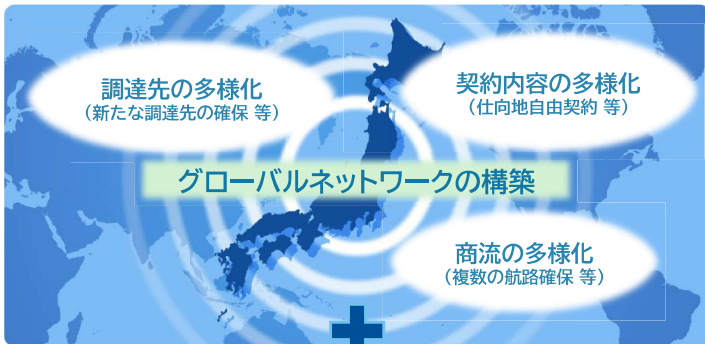 調達先の多様化
（新たな調達先の確保 等）
契約内容の多様化
（仕向地自由契約 等）
グローバルネットワークの構築
商流の多様化
（複数の航路確保 等）